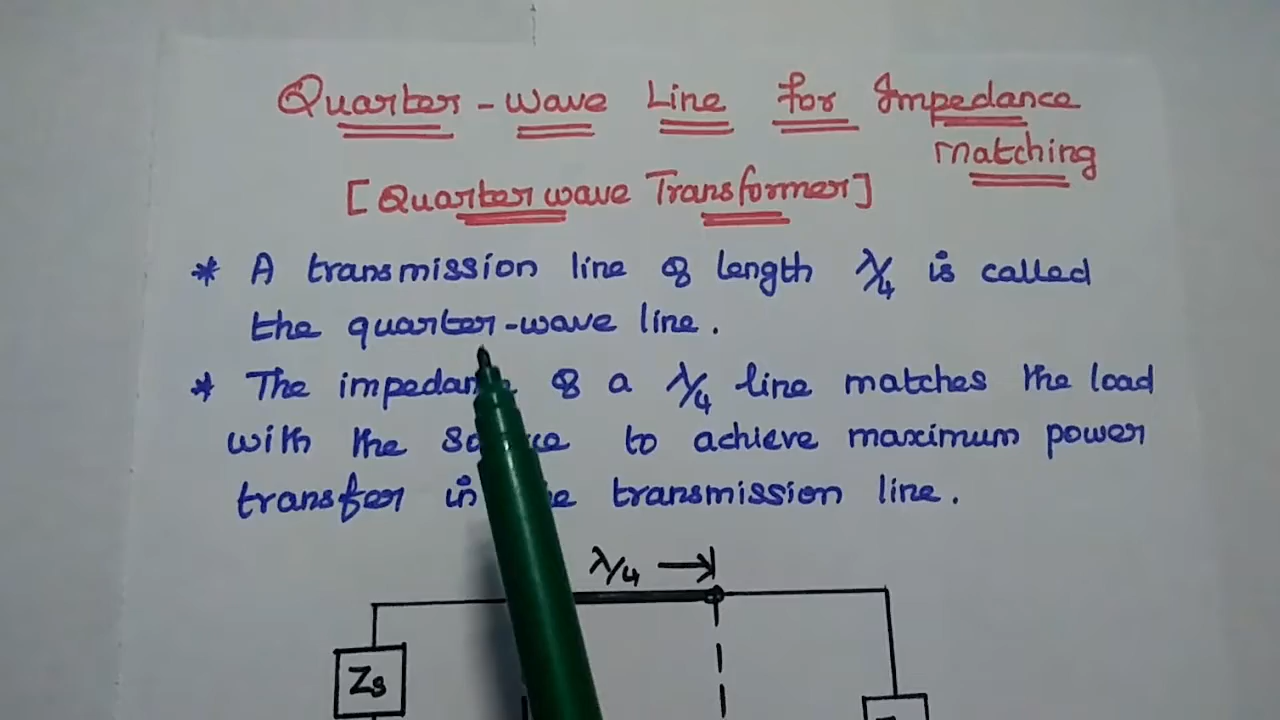 Quarter-wave Line for Impedance
Matching
[Quarter wave Transformer]
* A transmission line of length λ/4 is called
the quarter-wave line.
* The of a λ/4 line matches the load
with the to achieve maximum power
transfer in transmission line.
λ/4 →
Zs